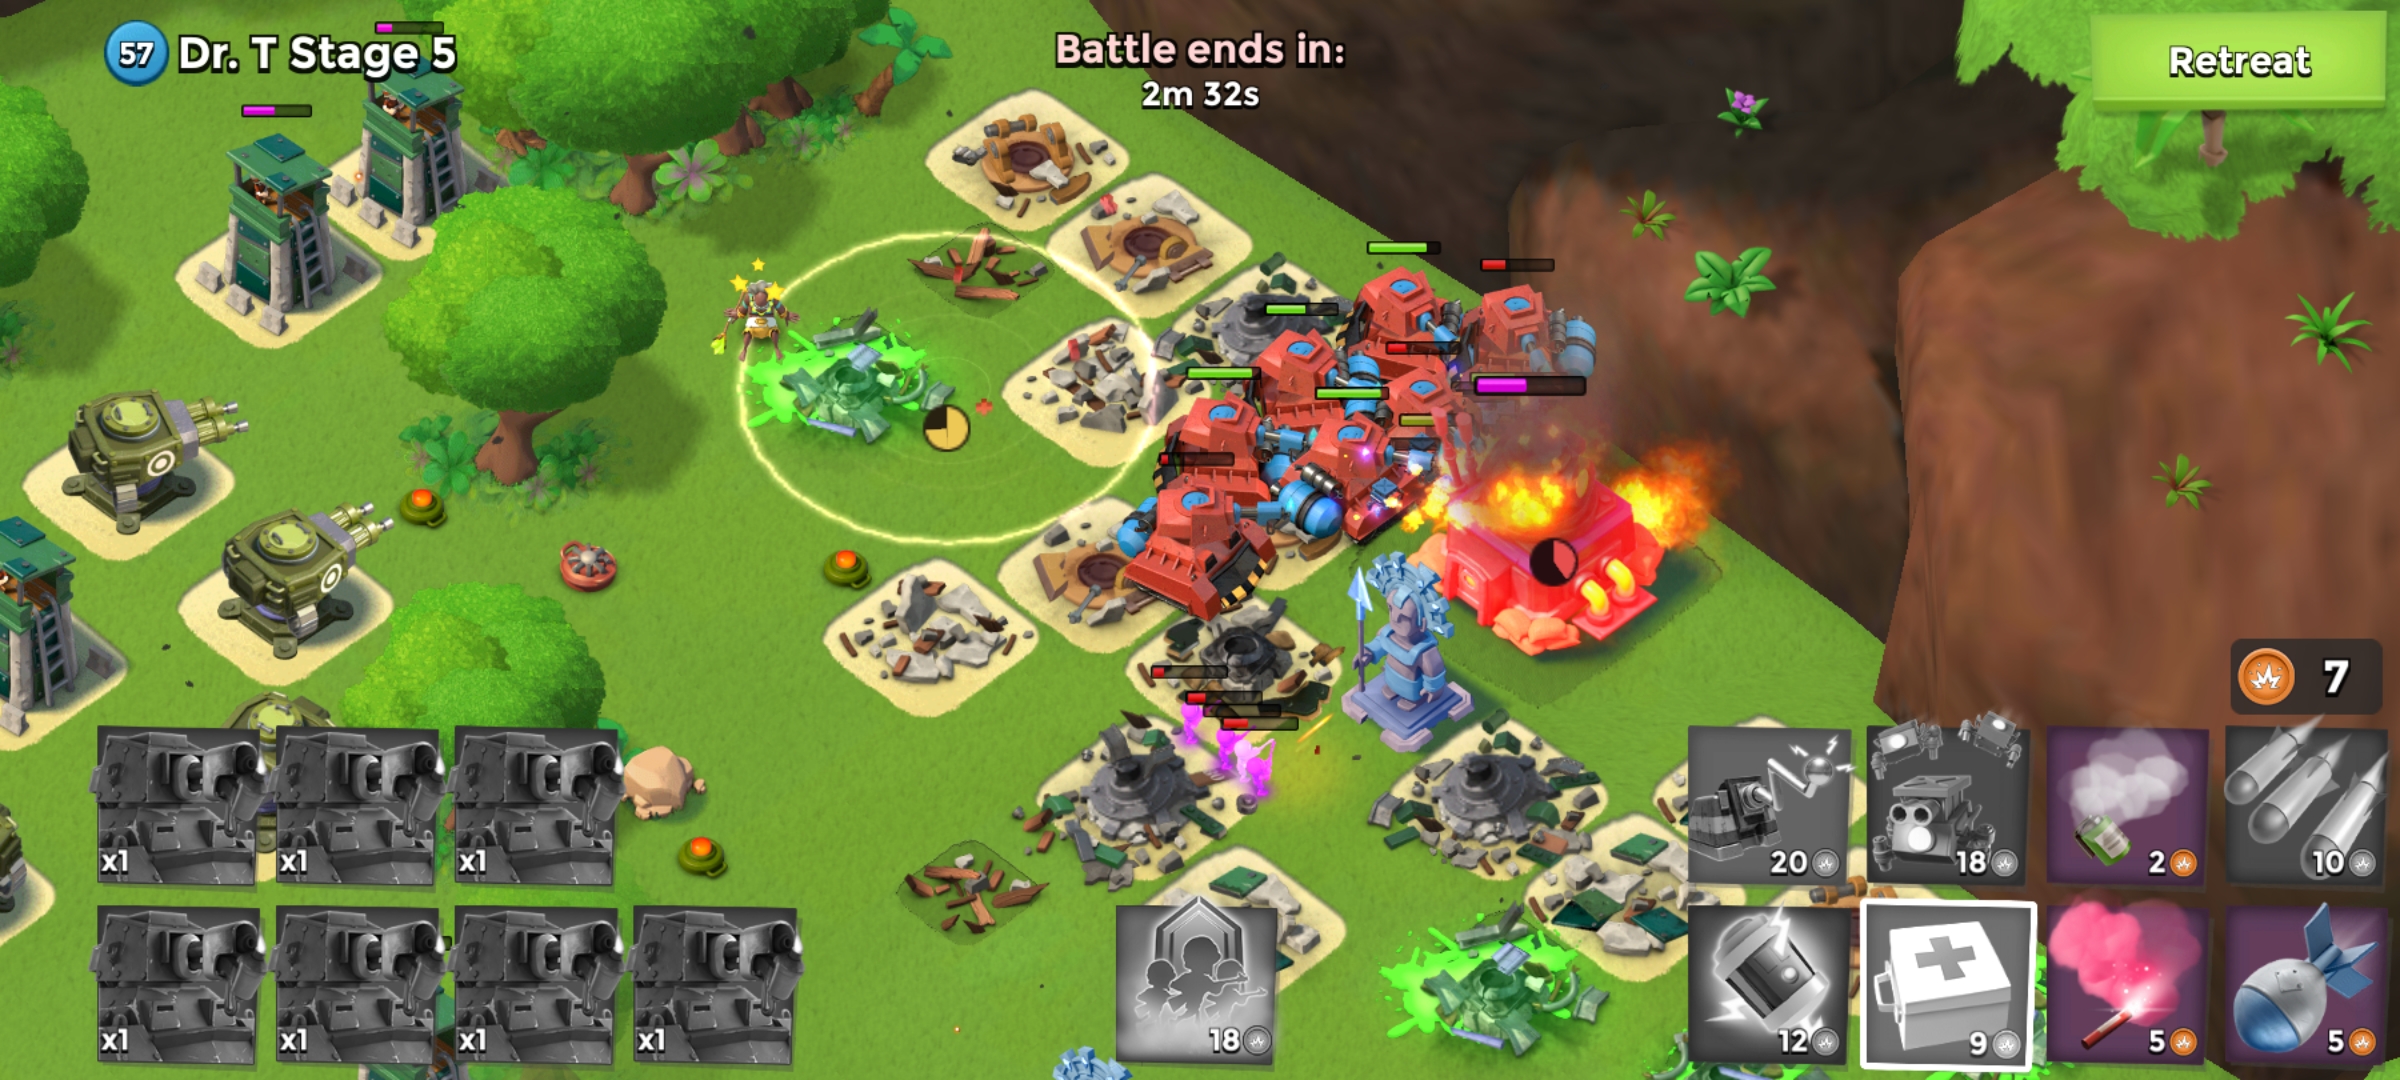 57 Dr. T Stage 5
Battle ends in:
2m 32s
Retreat
7
x1 x1 x1
20 18 2 10
x1 x1 x1 x1
18
12 9 5 5